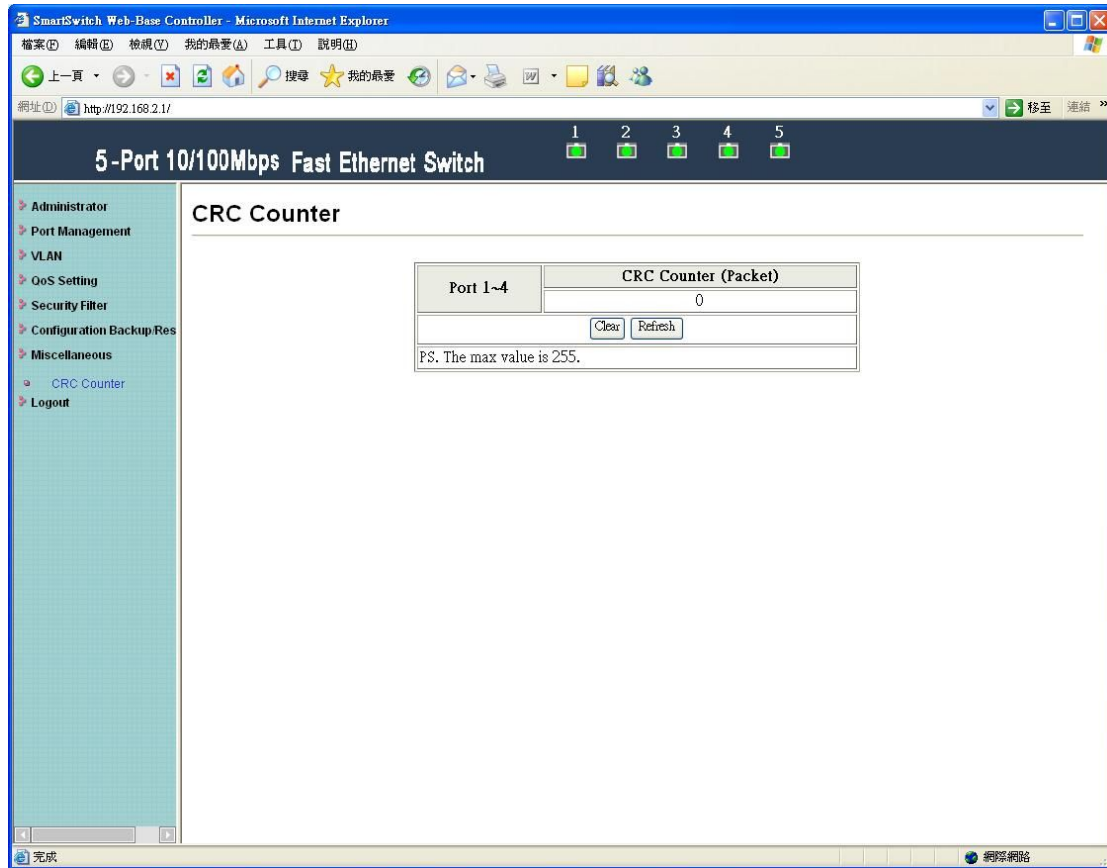 SmartSwitch Web-Base Controller - Microsoft Internet Explorer
檔案(F) 編輯(E) 檢視(V) 我的最愛(A) 工具(T) 說明(H)
上一頁 搜尋 我的最愛
網址(D) http://192.168.2.1/ 移至 連結 »
1 2 3 4 5
5-Port 10/100Mbps Fast Ethernet Switch
Administrator
Port Management
VLAN
QoS Setting
Security Filter
Configuration Backup/Res
Miscellaneous
CRC Counter
Logout
CRC Counter
Port 1~4
CRC Counter (Packet)
0
Clear Refresh
PS. The max value is 255.
完成 網際網路